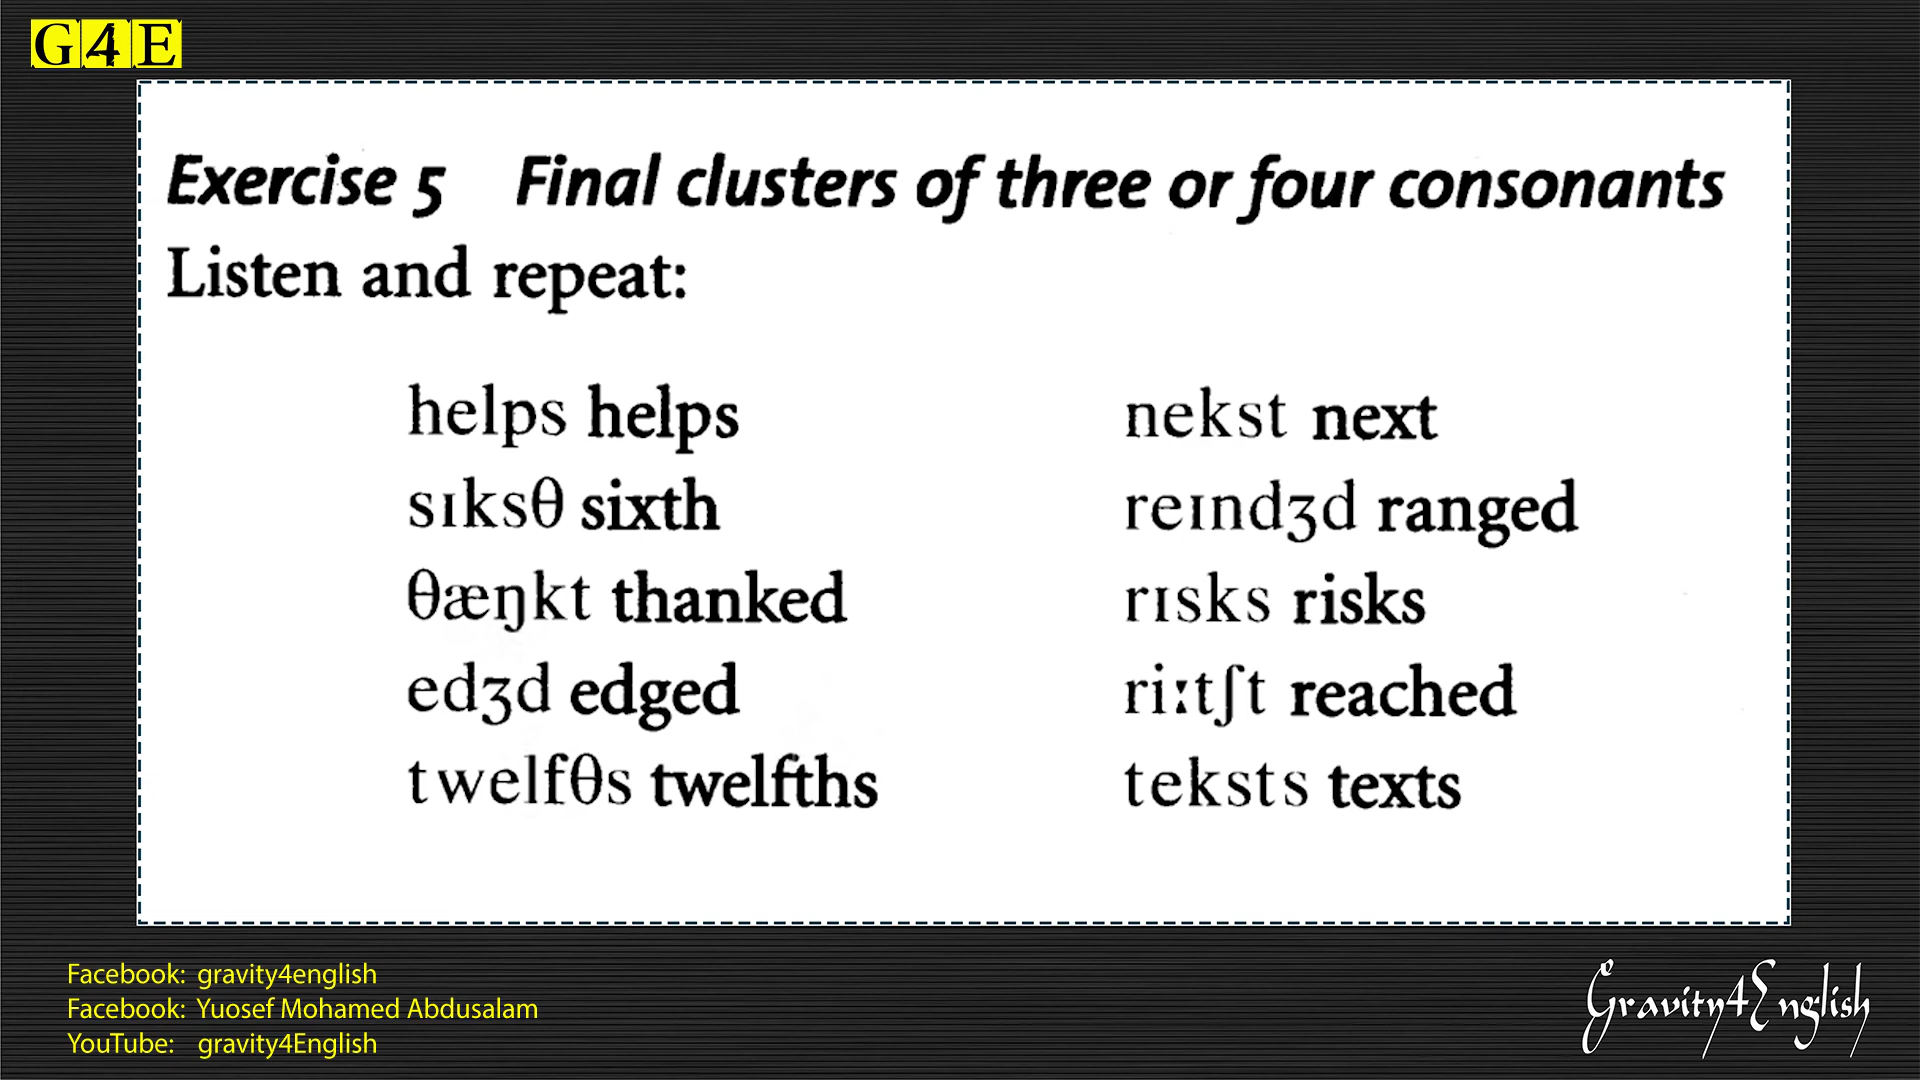 G4E
Exercise 5 Final clusters of three or four consonants
Listen and repeat:
helps helps
sɪksθ sixth
θæŋkt thanked
edʒd edged
twelfθs twelfths
nekst next
reɪndʒd ranged
rɪsks risks
riːtʃt reached
teksts texts
Facebook: gravity4english
Facebook: Yuosef Mohamed Abdusalam
YouTube: gravity4English
Gravity4English